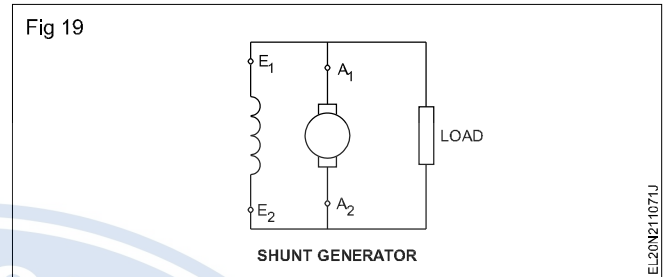 Fig 19
E1
A1
LOAD
E2
A2
SHUNT GENERATOR
EL20N211071J